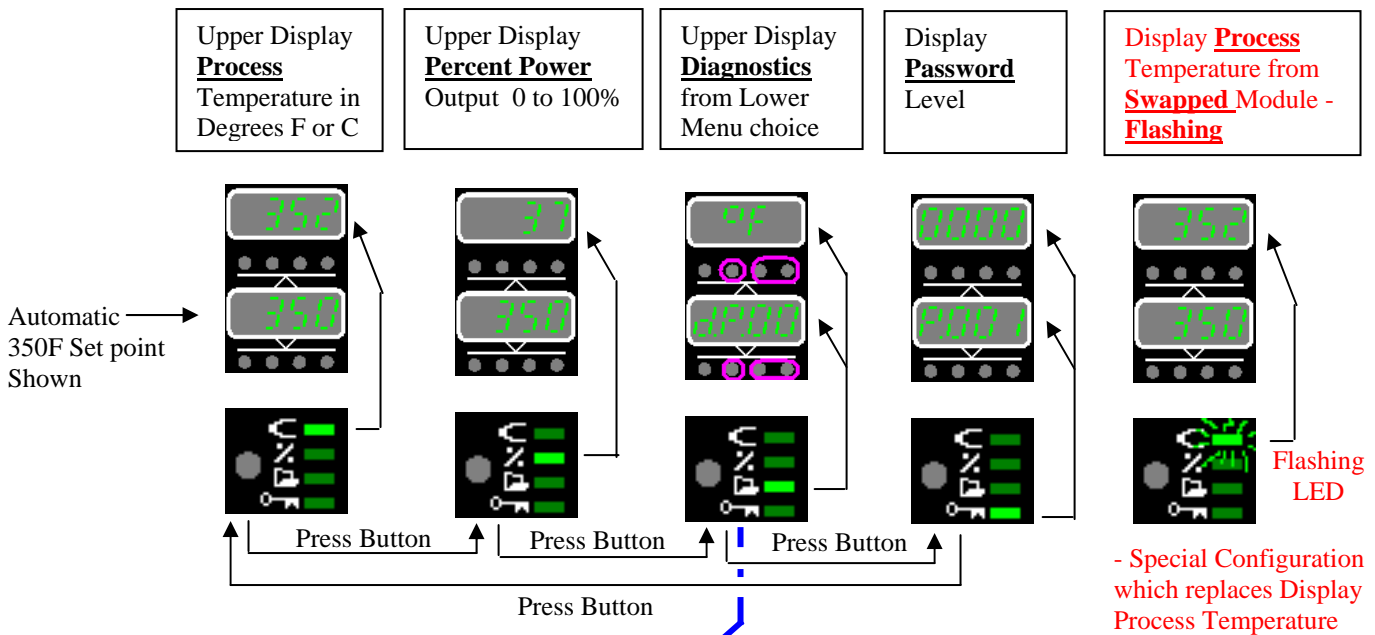 Upper Display
Process
Temperature in
Degrees F or C
Upper Display
Percent Power
Output 0 to 100%
Upper Display
Diagnostics
from Lower
Menu choice
Display
Password
Level
Display Process
Temperature from
Swapped Module -
Flashing
352
37
°F
0000
352
Automatic
350F Set point
Shown
350
350
dP00
P001
350
%
%
%
%
%
Flashing
LED
Press Button
Press Button
Press Button
Press Button
- Special Configuration
which replaces Display
Process Temperature